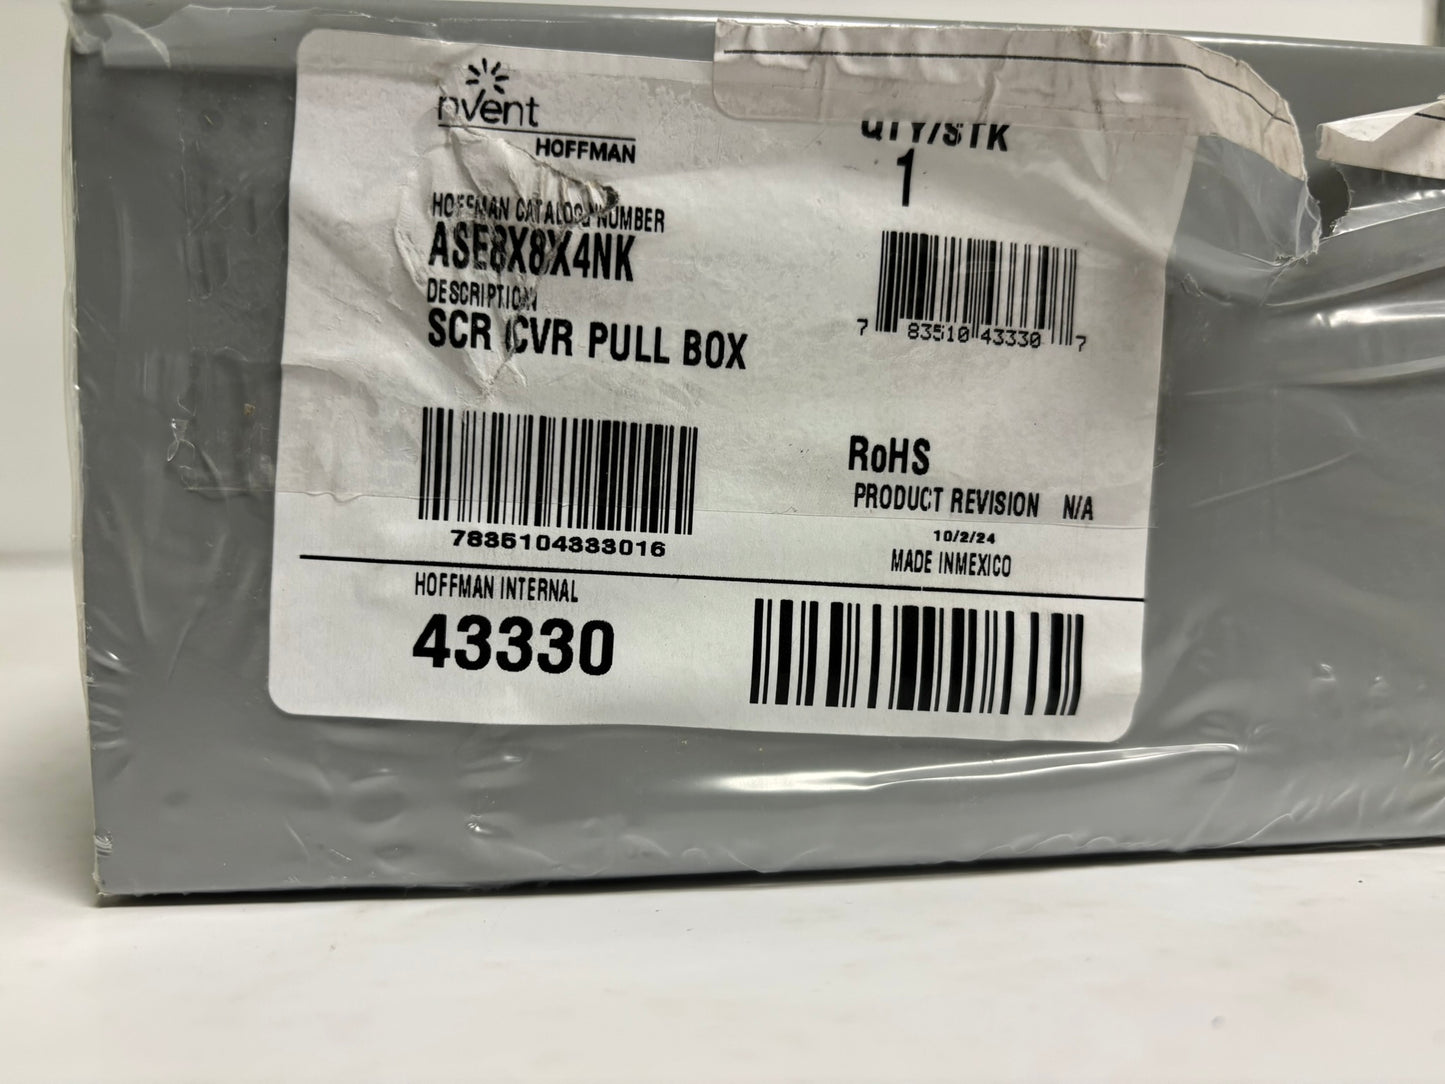 nVent
HOFFMAN
QTY/STK
1
HOFFMAN CATALOG NUMBER
ASE8X8X4NK
DESCRIPTION
SCR CVR PULL BOX
7 83510 43330 7
7835104333016
RoHS
PRODUCT REVISION N/A
10/2/24
MADE INMEXICO
HOFFMAN INTERNAL
43330